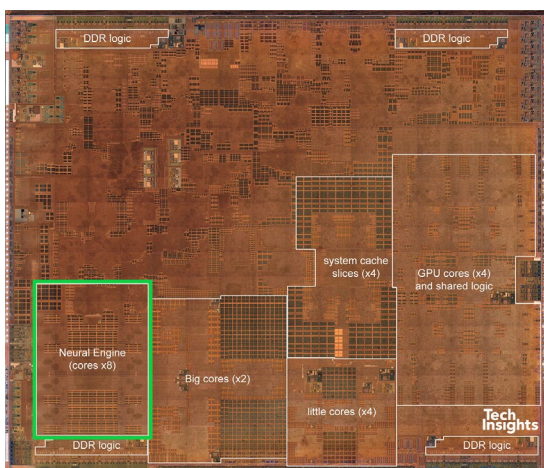 DDR logic
DDR logic
system cache
slices (x4)
GPU cores (x4)
and shared logic
Neural Engine
(cores x8)
Big cores (x2)
little cores (x4)
Tech
Insights
DDR logic
DDR logic